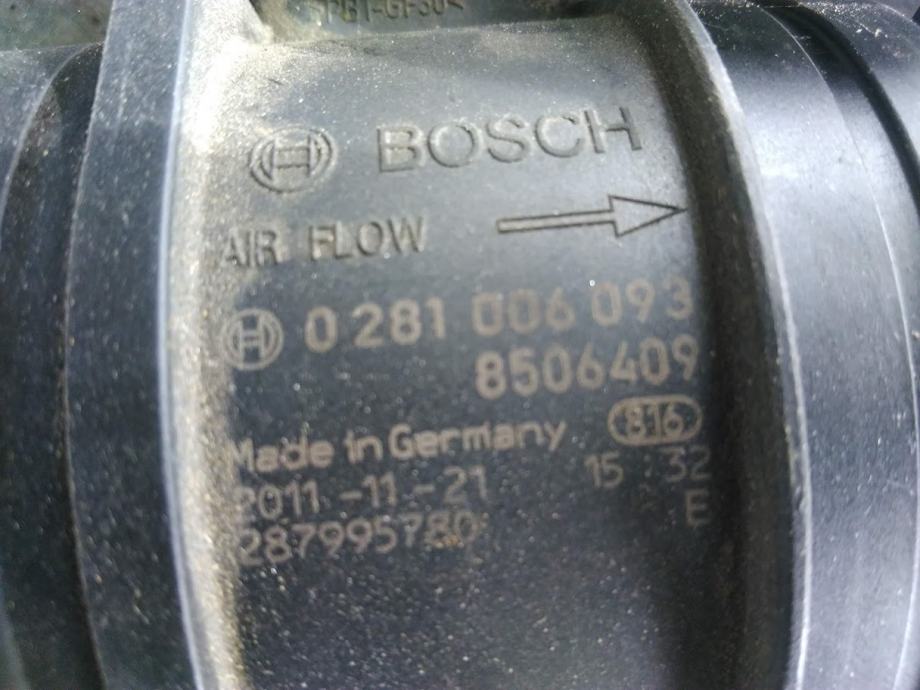 BOSCH
AIR FLOW
0 281 006 093
8506409
Made in Germany 816
2011-11-21 15:32
287995780 E